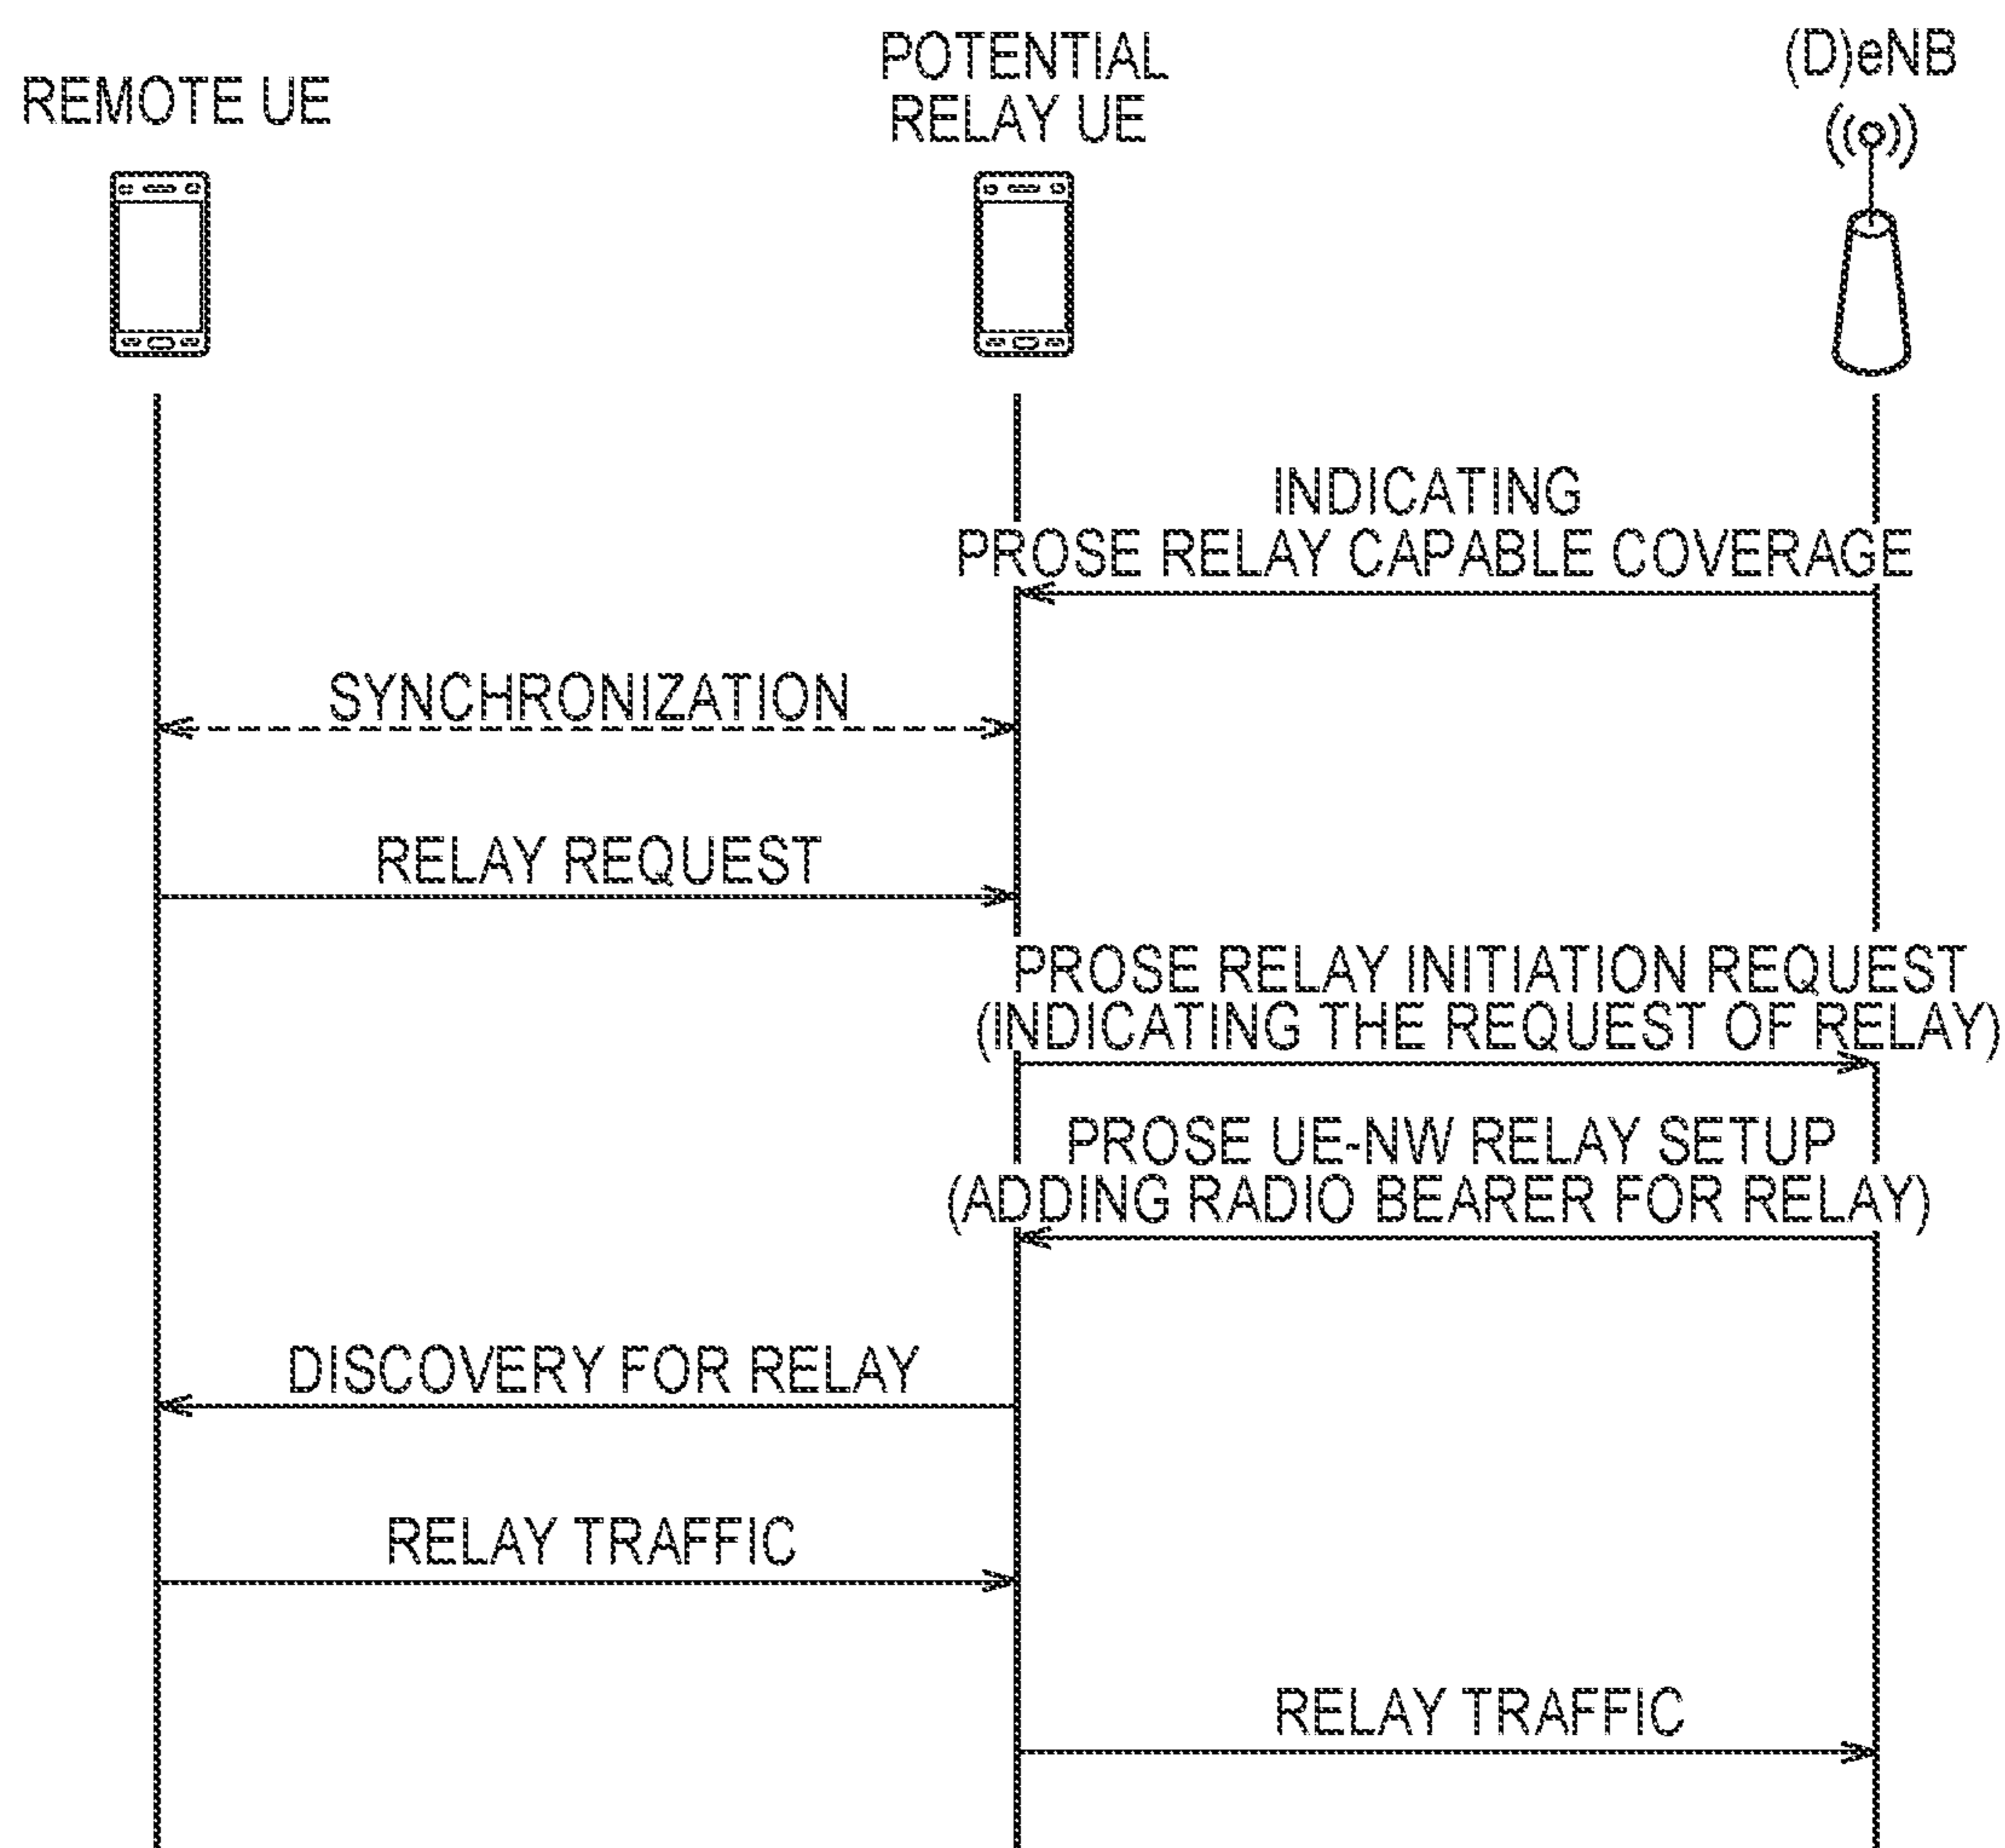 REMOTE UE
POTENTIAL
RELAY UE
(D)eNB
INDICATING
PROSE RELAY CAPABLE COVERAGE
SYNCHRONIZATION
RELAY REQUEST
PROSE RELAY INITIATION REQUEST
(INDICATING THE REQUEST OF RELAY)
PROSE UE-NW RELAY SETUP
(ADDING RADIO BEARER FOR RELAY)
DISCOVERY FOR RELAY
RELAY TRAFFIC
RELAY TRAFFIC